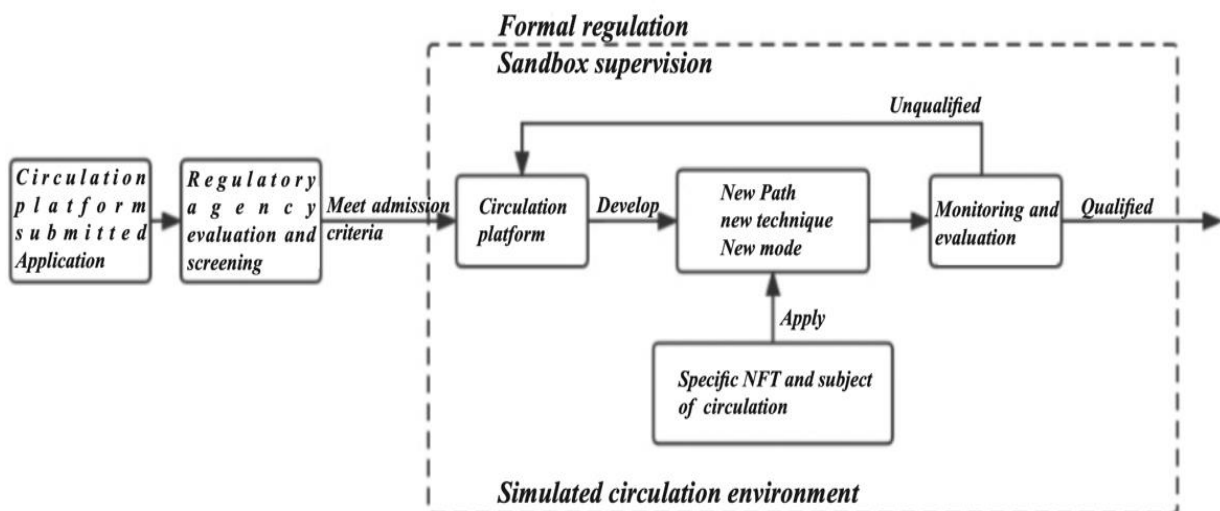 Formal regulation
Sandbox supervision
Unqualified
Circulation
platform
submitted
Application
Regulatory
agency
evaluation and
screening
Meet admission
criteria
Circulation
platform
Develop
New Path
new technique
New mode
Monitoring and
evaluation
Qualified
Apply
Specific NFT and subject
of circulation
Simulated circulation environment